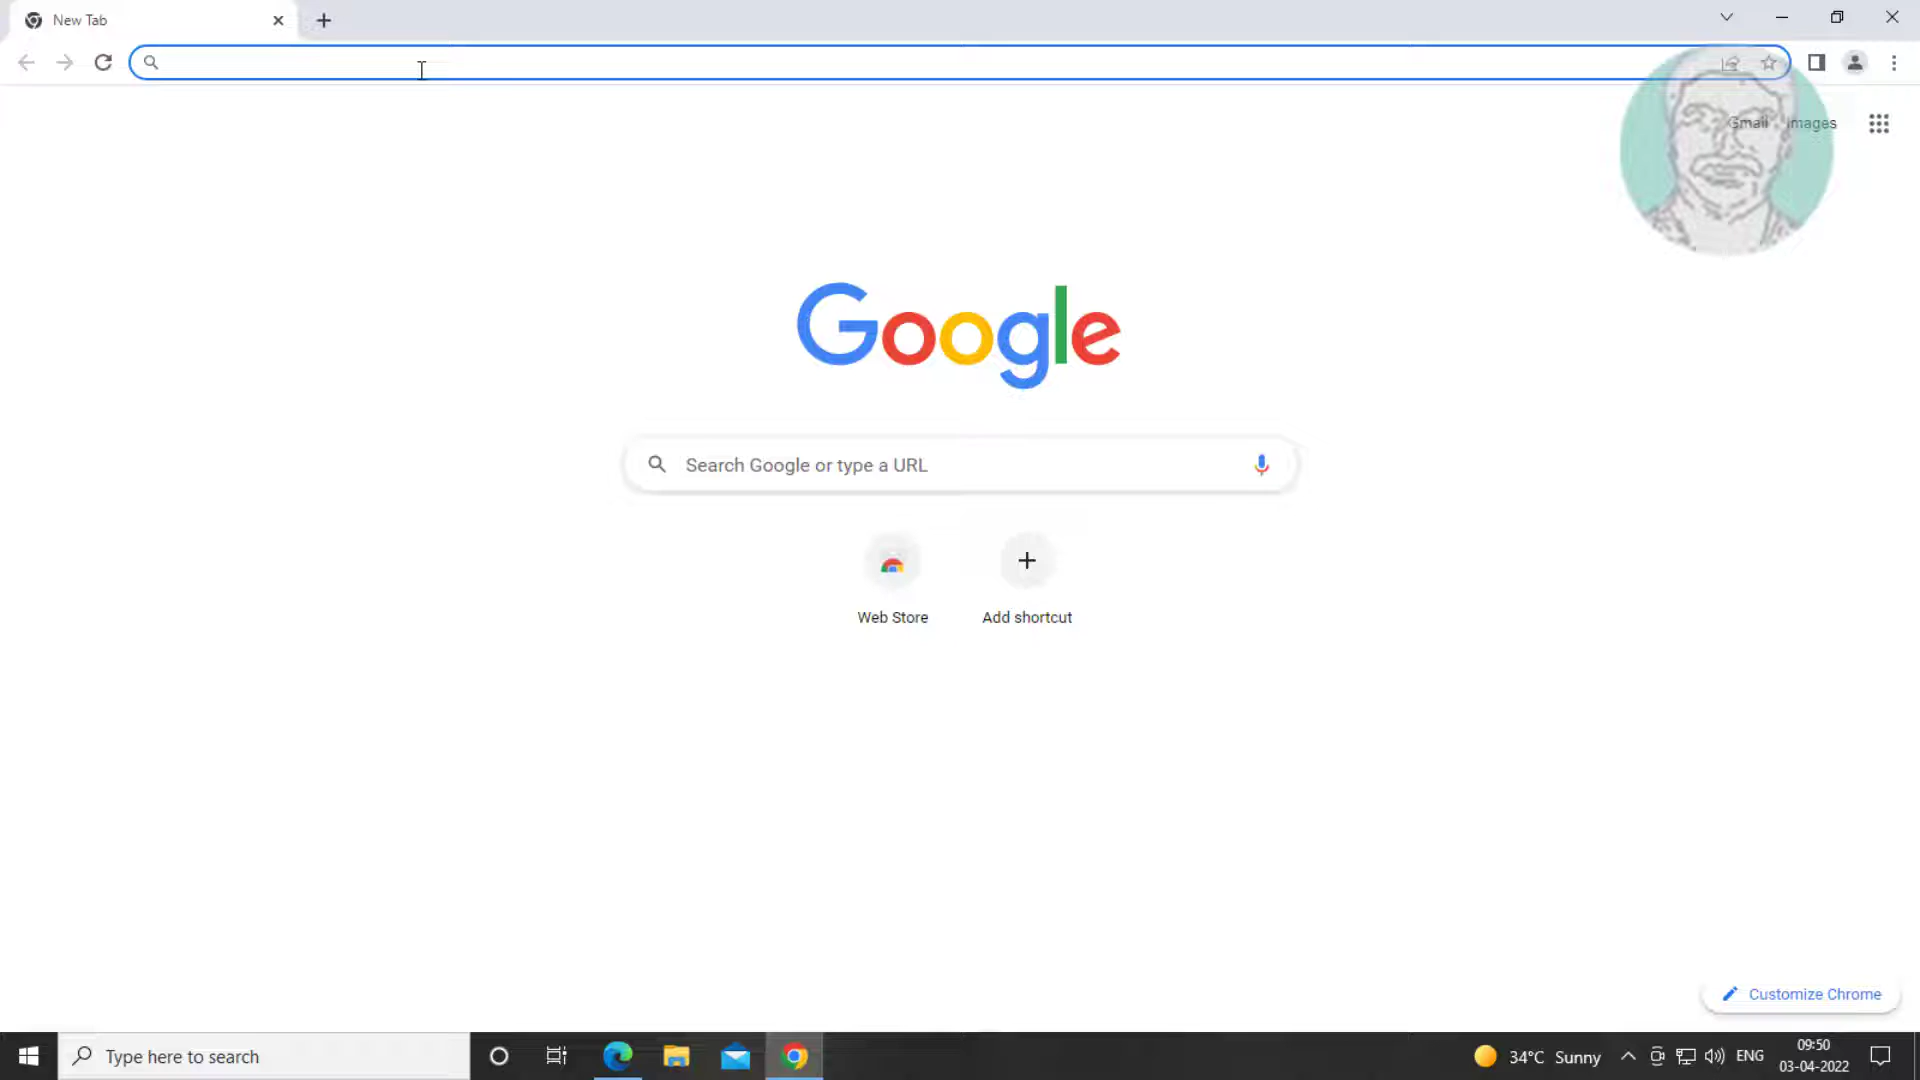 New Tab
Gmail Images
Google
Search Google or type a URL
Web Store
Add shortcut
Customize Chrome
Type here to search
34°C Sunny
ENG
09:50
03-04-2022